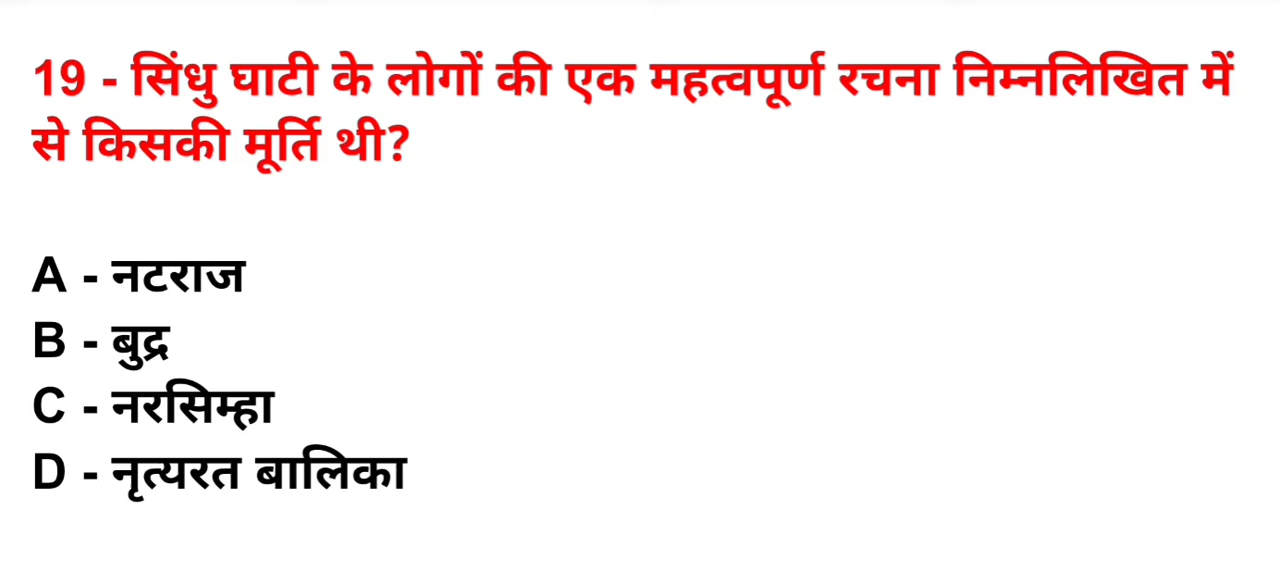 19 - सिंधु घाटी के लोगों की एक महत्वपूर्ण रचना निम्नलिखित में
से किसकी मूर्ति थी?
A - नटराज
B - बुद्र
C - नरसिम्हा
D - नृत्यरत बालिका